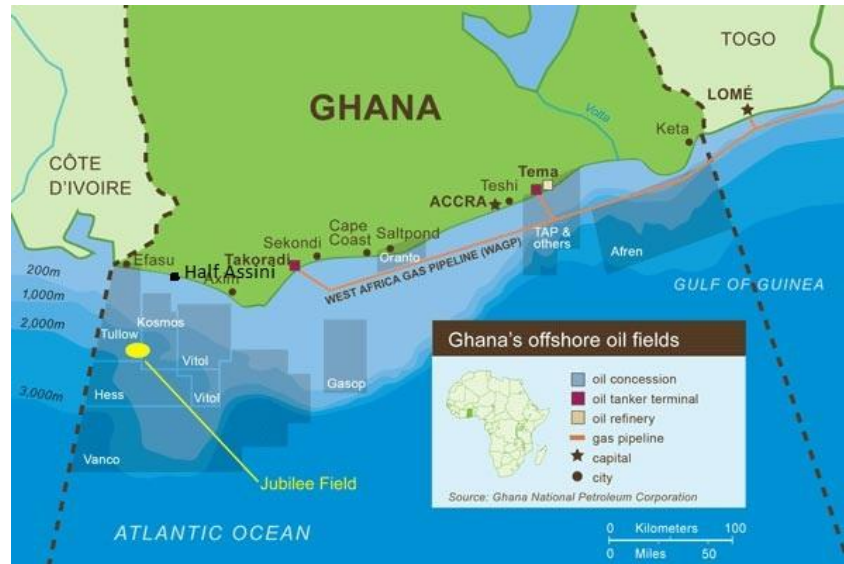 TOGO
LOMÉ
GHANA
Volta
Keta
CÔTE
D'IVOIRE
Tema
Teshi
ACCRA
Cape
Coast
Saltpond
Sekondi
Takoradi
Oranto
TAP &
others
Afren
WEST AFRICA GAS PIPELINE (WAGP)
Efasu
Half Assini
Axim
200m
1,000m
2,000m
3,000m
GULF OF GUINEA
Kosmos
Tullow
Vitol
Hess
Vitol
Gasop
Vanco
Jubilee Field
ATLANTIC OCEAN
Ghana's offshore oil fields
oil concession
oil tanker terminal
oil refinery
gas pipeline
capital
city
Source: Ghana National Petroleum Corporation
0 Kilometers 100
0 Miles 50